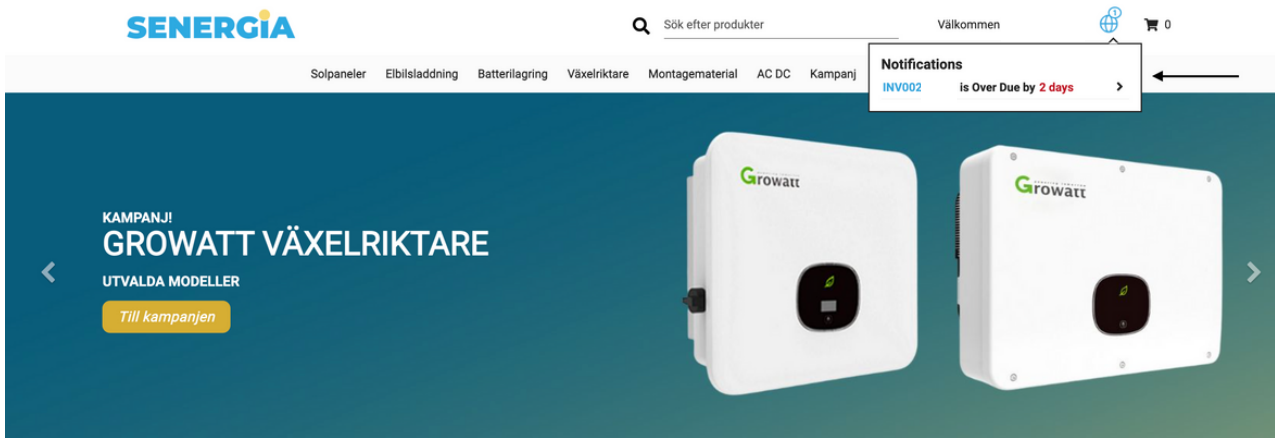 SENERGIA
Sök efter produkter
Välkommen
1
0
Solpaneler Elbilsladdning Batterilagring Växelriktare Montagematerial AC DC Kampanj
Notifications
INV002 is Over Due by 2 days
KAMPANJ!
GROWATT VÄXELRIKTARE
UTVALDA MODELLER
Till kampanjen
Growatt
Growatt